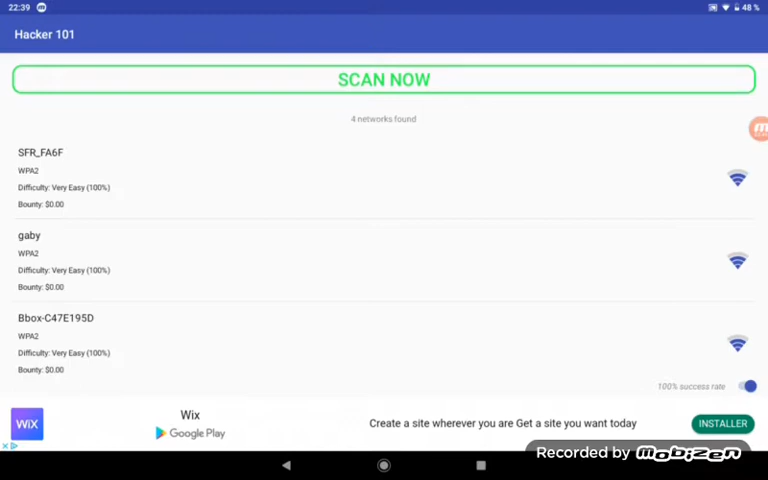 22:39
48 %
Hacker 101
SCAN NOW
4 networks found
SFR_FA6F
WPA2
Difficulty: Very Easy (100%)
Bounty: $0.00
gaby
WPA2
Difficulty: Very Easy (100%)
Bounty: $0.00
Bbox-C47E195D
WPA2
Difficulty: Very Easy (100%)
Bounty: $0.00
100% success rate
WiX
Wix
Google Play
Create a site wherever you are Get a site you want today
INSTALLER
Recorded by mobizen